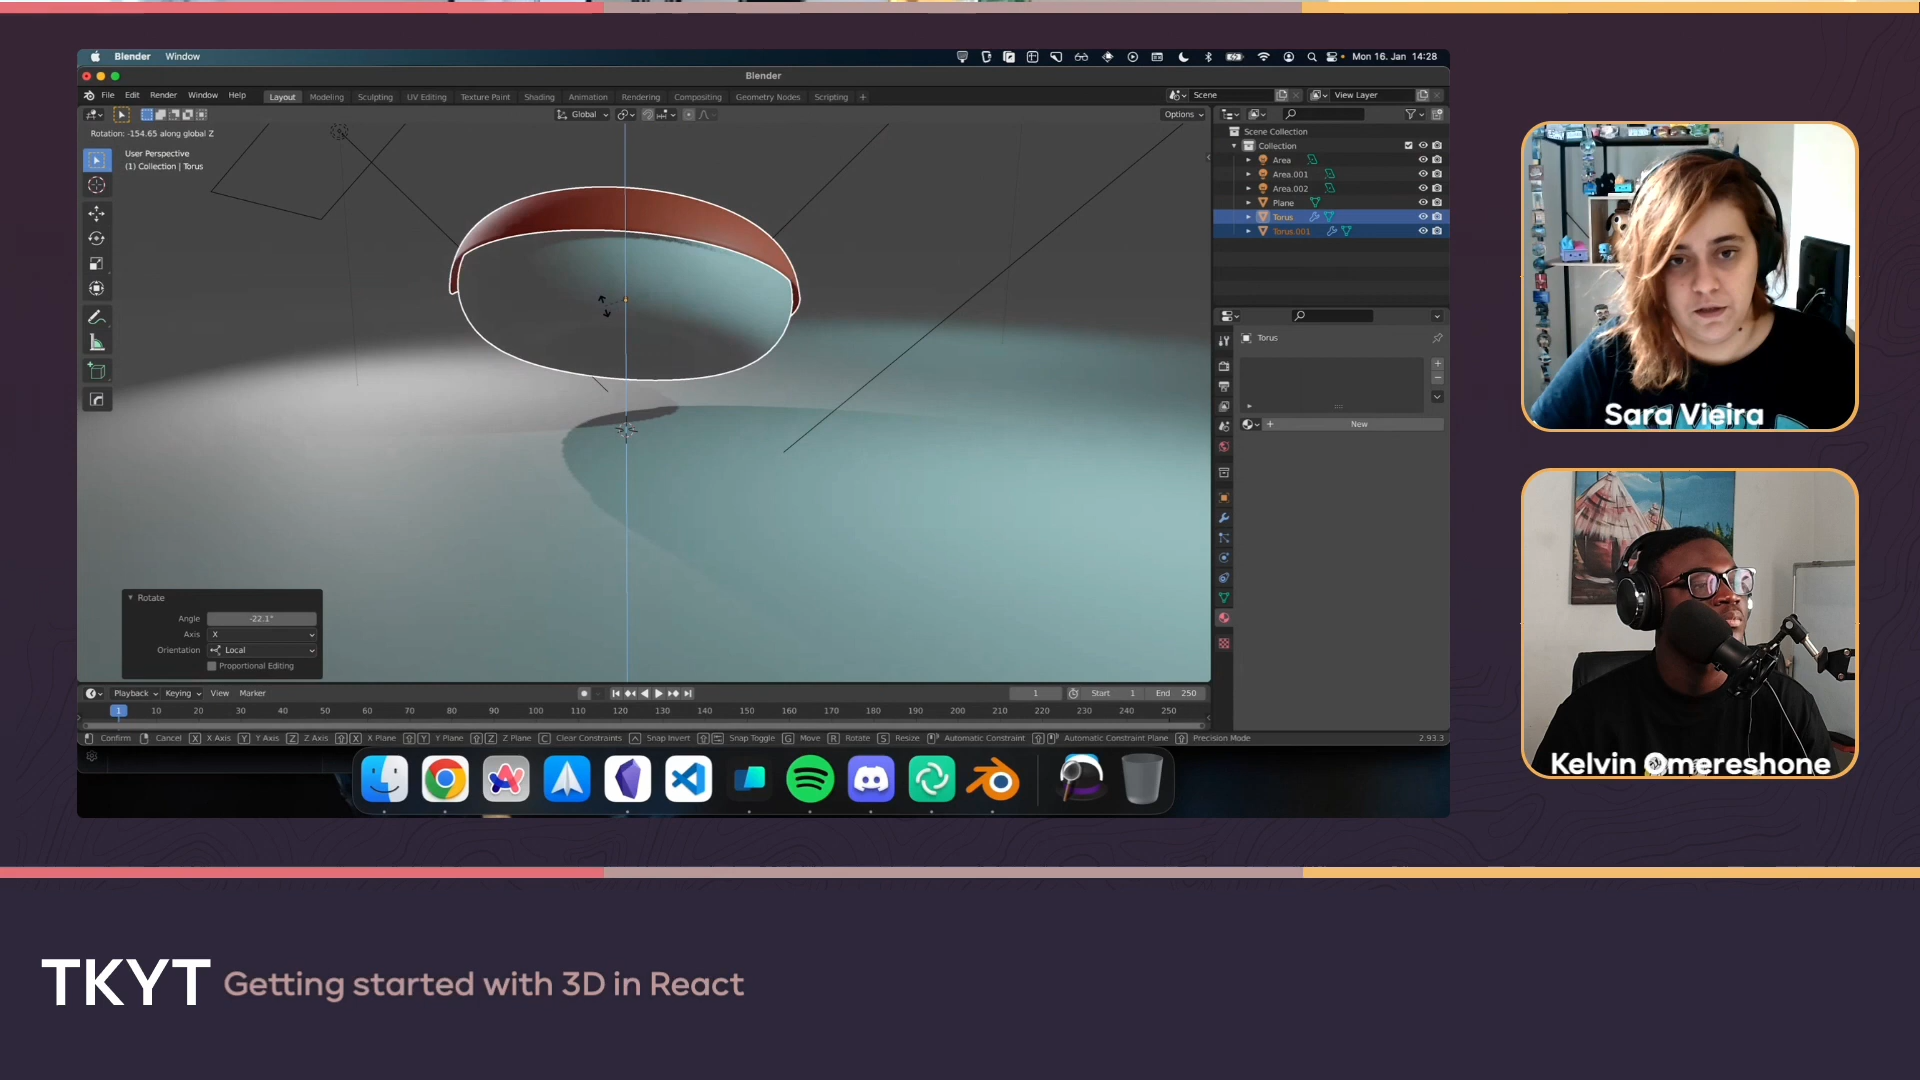 Blender Window
Mon 16. Jan 14:28
Blender
File Edit Render Window Help
Layout Modeling Sculpting UV Editing Texture Paint Shading Animation Rendering Compositing Geometry Nodes Scripting +
Scene
View Layer
Global
Options
Rotation: -154.65 along global Z
User Perspective
(1) Collection | Torus
Scene Collection
Collection
Area
Area.001
Area.002
Plane
Torus
Torus.001
Torus
New
Rotate
Angle -22.1°
Axis X
Orientation Local
Proportional Editing
Playback Keying View Marker
1 Start 1 End 250
1 10 20 30 40 50 60 70 80 90 100 110 120 130 140 150 160 170 180 190 200 210 220 230 240 250
Confirm Cancel X X Axis Y Y Axis Z Z Axis X X Plane Y Y Plane Z Z Plane C Clear Constraints Snap Invert Snap Toggle G Move R Rotate S Resize Automatic Constraint Automatic Constraint Plane Precision Mode 2.93.3
Sara Vieira
Kelvin Omereshone
TKYT Getting started with 3D in React